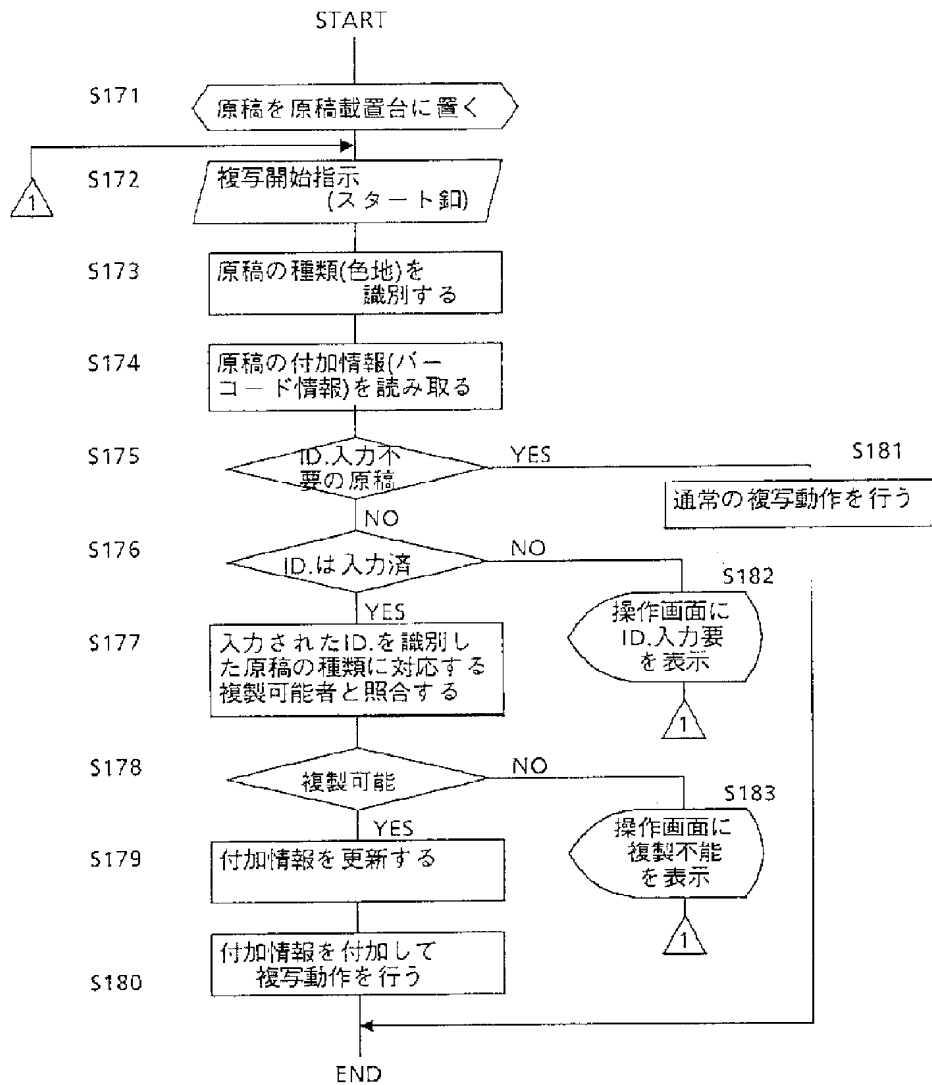 START
S171
原稿を原稿載置台に置く
S172
複写開始指示
(スタート釦)
1
S173
原稿の種類(色地)を
識別する
S174
原稿の付加情報(バー
コード情報)を読み取る
S175
ID.入力不
要の原稿
YES
S181
通常の複写動作を行う
NO
S176
ID.は入力済
NO
S182
操作画面に
ID.入力要
を表示
1
YES
S177
入力されたID.を識別し
た原稿の種類に対応する
複製可能者と照合する
S178
複製可能
NO
S183
操作画面に
複製不能
を表示
1
YES
S179
付加情報を更新する
S180
付加情報を付加して
複写動作を行う
END